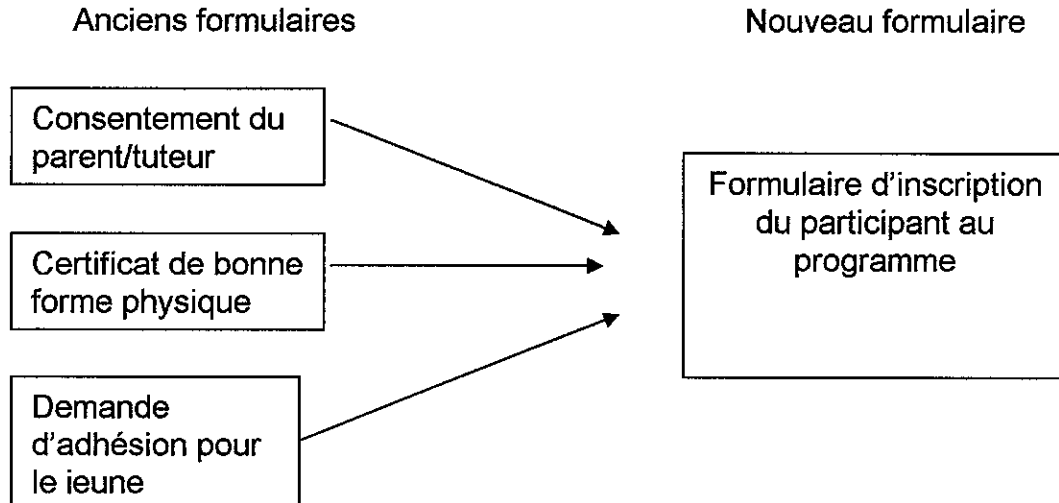 Anciens formulaires
Nouveau formulaire
Consentement du
parent/tuteur
Certificat de bonne
forme physique
Demande
d'adhésion pour
le jeune
Formulaire d'inscription
du participant au
programme